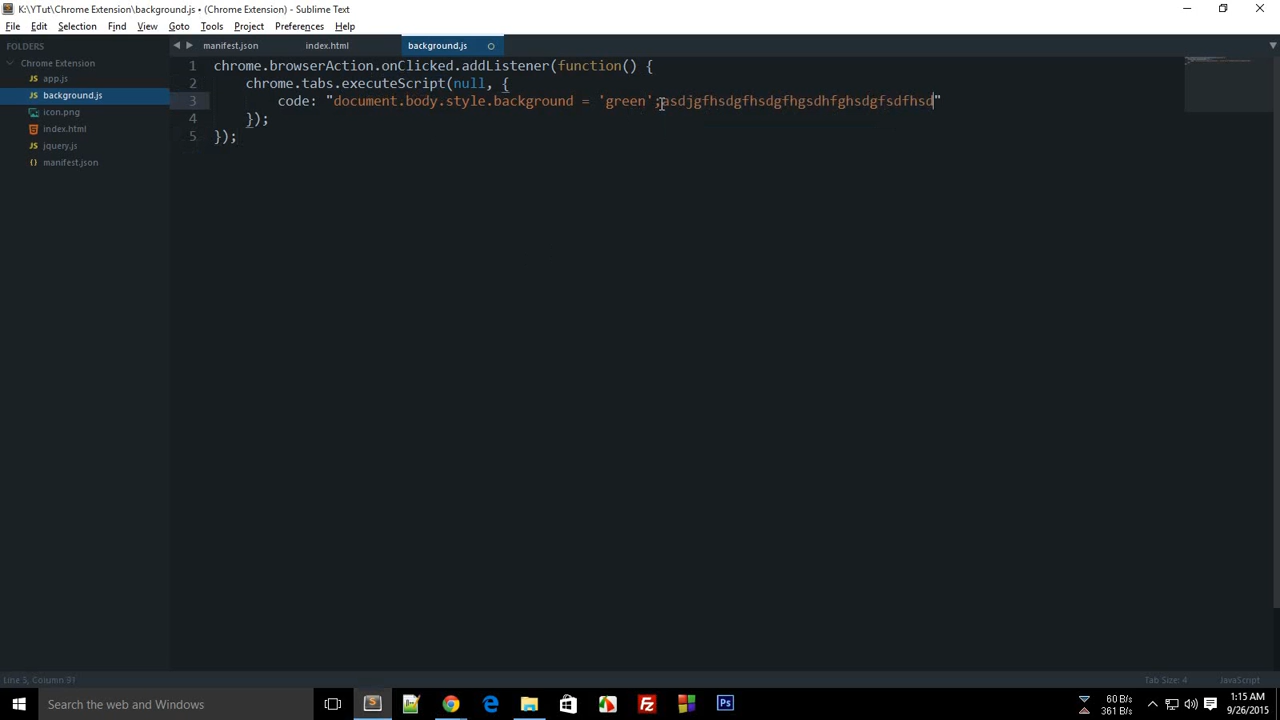 K:\YTut\Chrome Extension\background.js • (Chrome Extension) - Sublime Text
File Edit Selection Find View Goto Tools Project Preferences Help
FOLDERS
Chrome Extension
app.js
background.js
icon.png
index.html
jquery.js
manifest.json
manifest.json index.html background.js
1 chrome.browserAction.onClicked.addListener(function() {
2 chrome.tabs.executeScript(null, {
3 code: "document.body.style.background = 'green';asdjgfhsdgfhsdgfhgsdhfghsdgfsdfhsd"
4 });
5 });
Line 5, Column 91
Tab Size: 4 JavaScript
Search the web and Windows
60 B/s
361 B/s
1:15 AM
9/26/2015